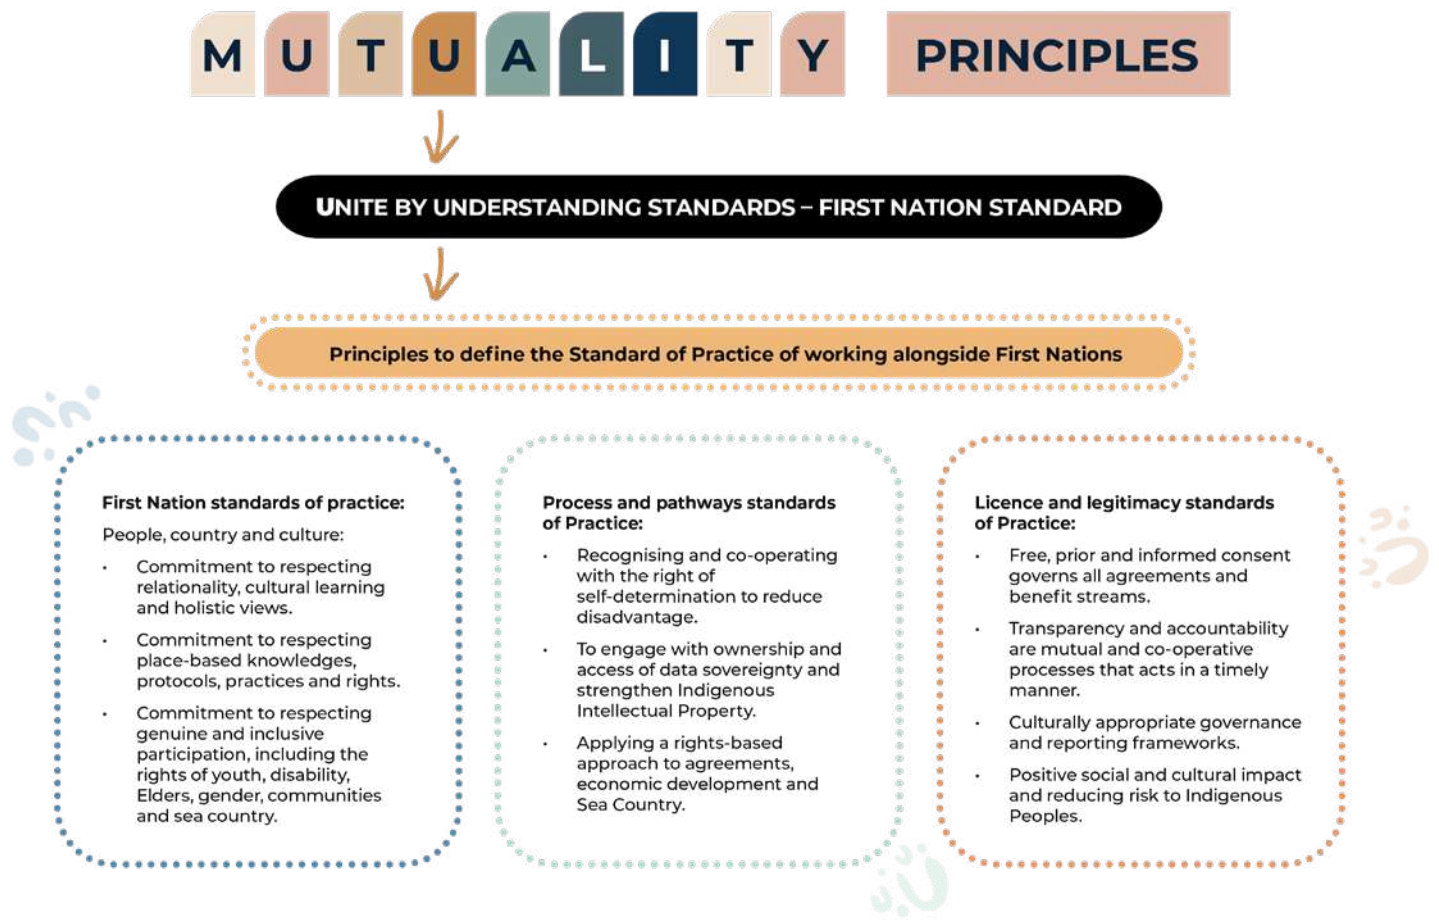 MUTUALITY PRINCIPLES
UNITE BY UNDERSTANDING STANDARDS – FIRST NATION STANDARD
Principles to define the Standard of Practice of working alongside First Nations
First Nation standards of practice:
People, country and culture:
• Commitment to respecting
relationality, cultural learning
and holistic views.
• Commitment to respecting
place-based knowledges,
protocols, practices and rights.
• Commitment to respecting
genuine and inclusive
participation, including the
rights of youth, disability,
Elders, gender, communities
and sea country.
Process and pathways standards
of Practice:
• Recognising and co-operating
with the right of
self-determination to reduce
disadvantage.
• To engage with ownership and
access of data sovereignty and
strengthen Indigenous
Intellectual Property.
• Applying a rights-based
approach to agreements,
economic development and
Sea Country.
Licence and legitimacy standards
of Practice:
• Free, prior and informed consent
governs all agreements and
benefit streams.
• Transparency and accountability
are mutual and co-operative
processes that acts in a timely
manner.
• Culturally appropriate governance
and reporting frameworks.
• Positive social and cultural impact
and reducing risk to Indigenous
Peoples.